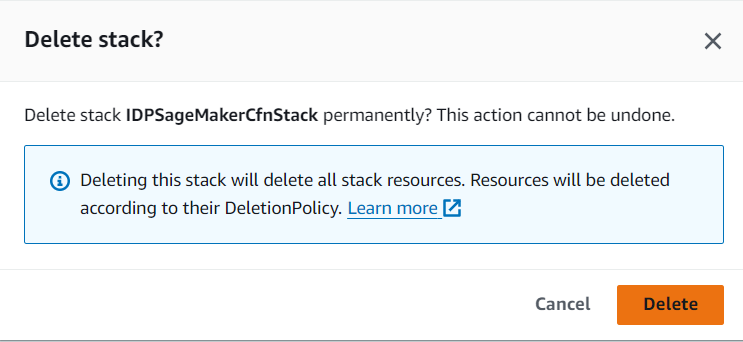 Delete stack?
Delete stack IDPSageMakerCfnStack permanently? This action cannot be undone.
Deleting this stack will delete all stack resources. Resources will be deleted
according to their DeletionPolicy. Learn more
Cancel
Delete